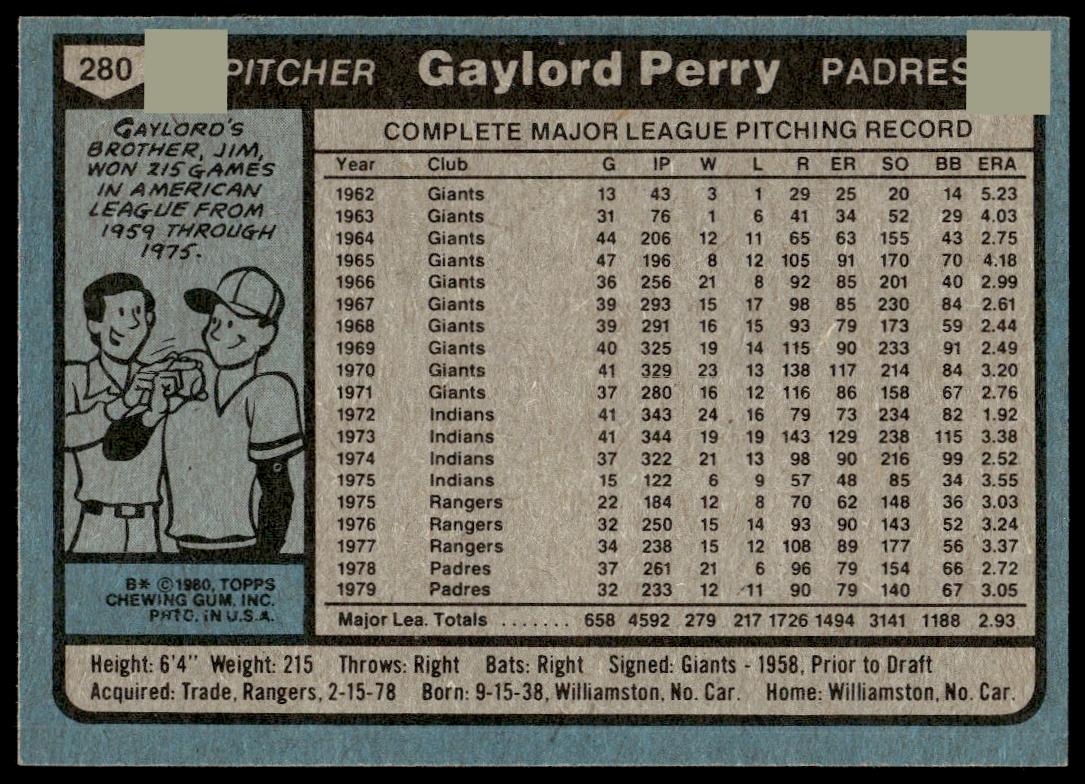 280 PITCHER Gaylord Perry PADRES
GAYLORD'S
BROTHER, JIM,
WON 215 GAMES
IN AMERICAN
LEAGUE FROM
1959 THROUGH
1975.
B* ©1980, TOPPS
CHEWING GUM, INC.
PRTD. IN U.S.A.
COMPLETE MAJOR LEAGUE PITCHING RECORD
Year Club G IP W L R ER SO BB ERA
1962 Giants 13 43 3 1 29 25 20 14 5.23
1963 Giants 31 76 1 6 41 34 52 29 4.03
1964 Giants 44 206 12 11 65 63 155 43 2.75
1965 Giants 47 196 8 12 105 91 170 70 4.18
1966 Giants 36 256 21 8 92 85 201 40 2.99
1967 Giants 39 293 15 17 98 85 230 84 2.61
1968 Giants 39 291 16 15 93 79 173 59 2.44
1969 Giants 40 325 19 14 115 90 233 91 2.49
1970 Giants 41 329 23 13 138 117 214 84 3.20
1971 Giants 37 280 16 12 116 86 158 67 2.76
1972 Indians 41 343 24 16 79 73 234 82 1.92
1973 Indians 41 344 19 19 143 129 238 115 3.38
1974 Indians 37 322 21 13 98 90 216 99 2.52
1975 Indians 15 122 6 9 57 48 85 34 3.55
1975 Rangers 22 184 12 8 70 62 148 36 3.03
1976 Rangers 32 250 15 14 93 90 143 52 3.24
1977 Rangers 34 238 15 12 108 89 177 56 3.37
1978 Padres 37 261 21 6 96 79 154 66 2.72
1979 Padres 32 233 12 11 90 79 140 67 3.05
Major Lea. Totals ....... 658 4592 279 217 1726 1494 3141 1188 2.93
Height: 6'4" Weight: 215 Throws: Right Bats: Right Signed: Giants - 1958, Prior to Draft
Acquired: Trade, Rangers, 2-15-78 Born: 9-15-38, Williamston, No. Car. Home: Williamston, No. Car.